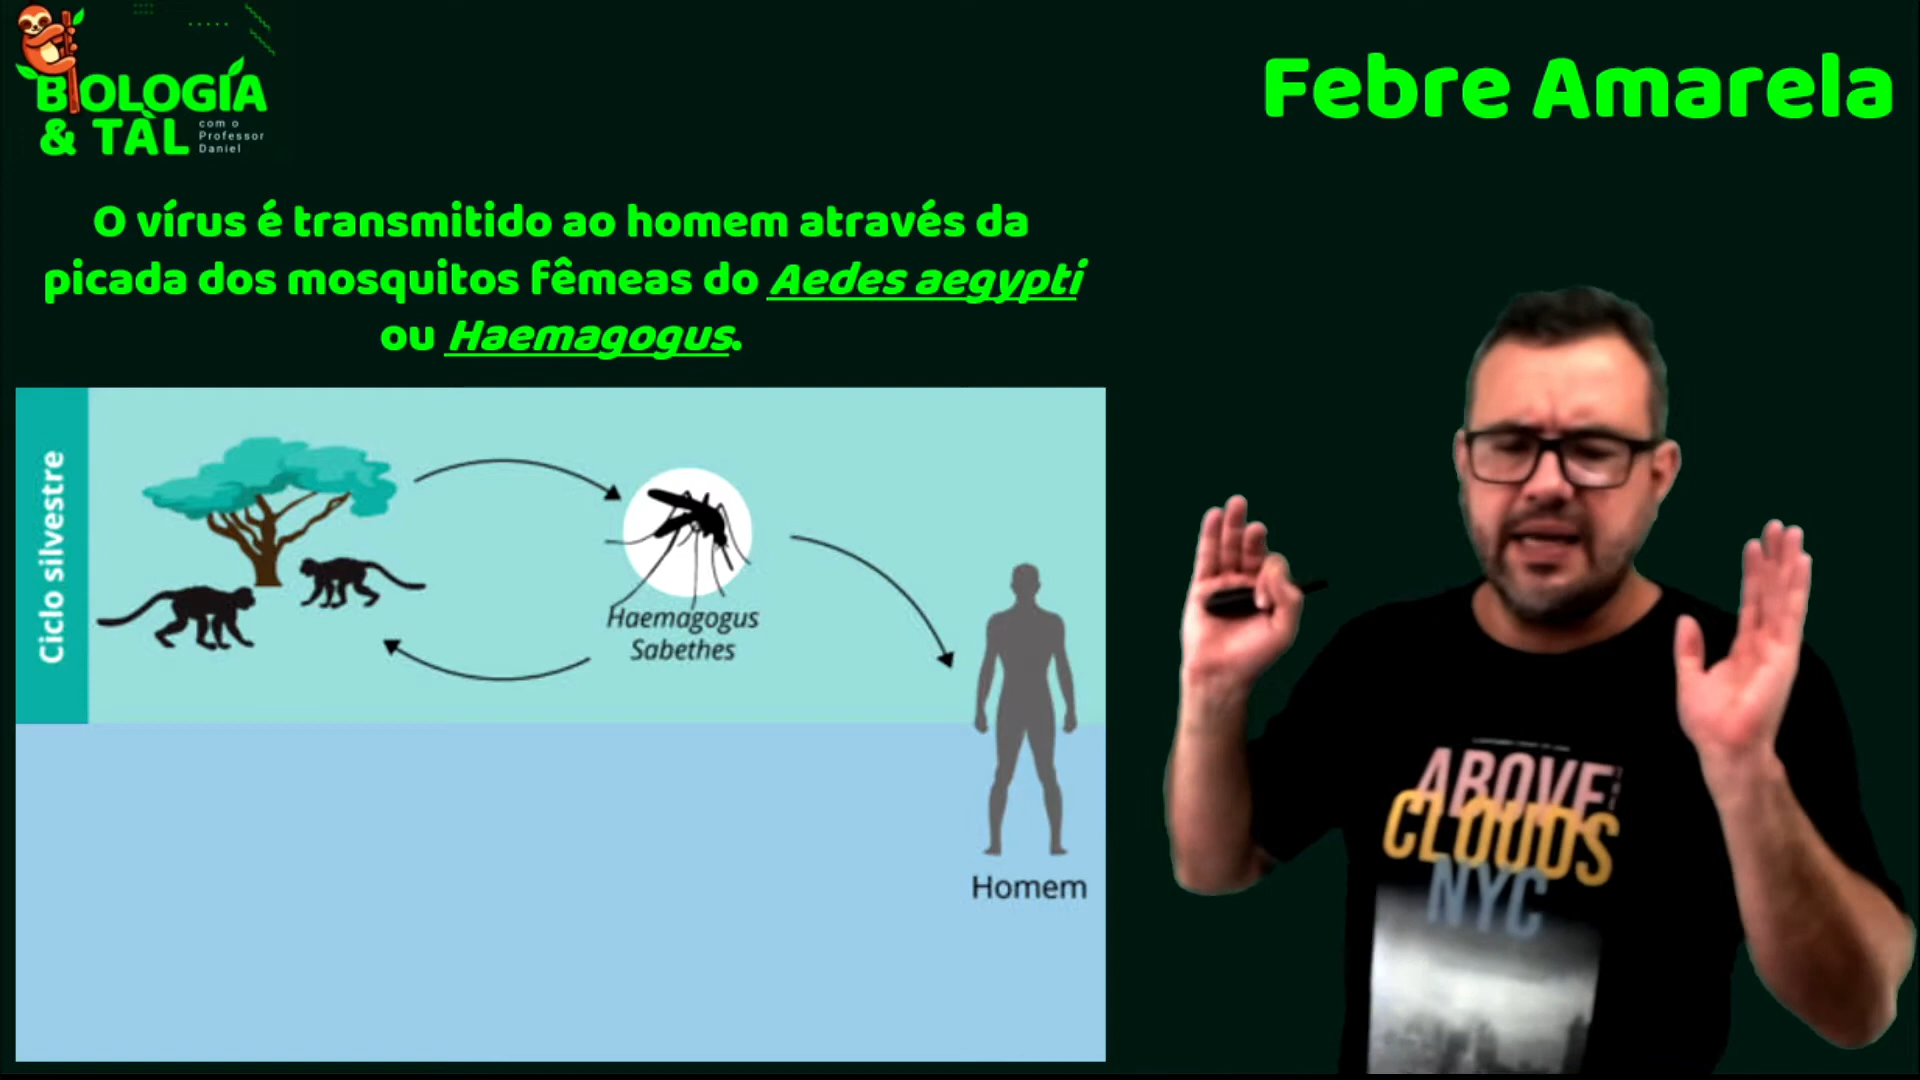 BIOLOGIA
& TAL
com o
Professor
Daniel
Febre Amarela
O vírus é transmitido ao homem através da
picada dos mosquitos fêmeas do Aedes aegypti
ou Haemagogus.
Ciclo silvestre
Haemagogus
Sabethes
Homem
ABOVE
CLOUDS
NYC